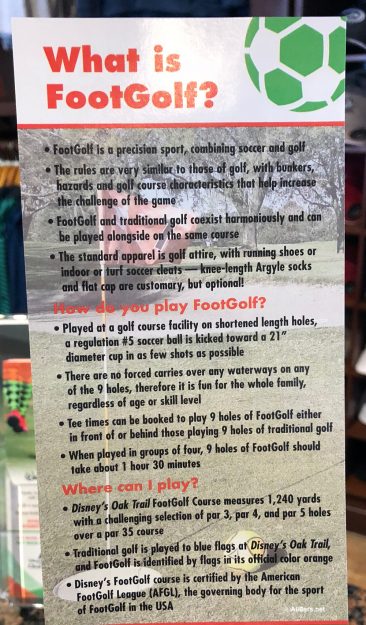 What is
FootGolf?
• FootGolf is a precision sport, combining soccer and golf
• The rules are very similar to those of golf, with bunkers,
hazards and golf course characteristics that help increase
the challenge of the game
• FootGolf and traditional golf coexist harmoniously and can
be played alongside on the same course
• The standard apparel is golf attire, with running shoes or
indoor or turf soccer cleats — knee-length Argyle socks
and flat cap are customary, but optional!
How do you play FootGolf?
• Played at a golf course facility on shortened length holes,
a regulation #5 soccer ball is kicked toward a 21”
diameter cup in as few shots as possible
• There are no forced carries over any waterways on any
of the 9 holes, therefore it is fun for the whole family,
regardless of age or skill level
• Tee times can be booked to play 9 holes of FootGolf either
in front of or behind those playing 9 holes of traditional golf
• When played in groups of four, 9 holes of FootGolf should
take about 1 hour 30 minutes
Where can I play?
• Disney's Oak Trail FootGolf Course measures 1,240 yards
with a challenging selection of par 3, par 4, and par 5 holes
over a par 35 course
• Traditional golf is played to blue flags at Disney's Oak Trail,
and FootGolf is identified by flags in its official color orange
• Disney's FootGolf course is certified by the American
FootGolf League (AFGL), the governing body for the sport
of FootGolf in the USA
© AllEars.net